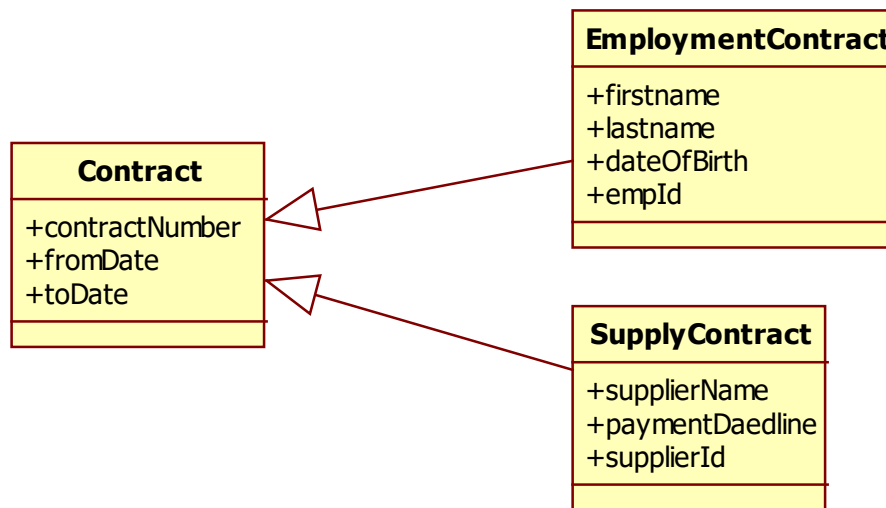 Contract
+contractNumber
+fromDate
+toDate
EmploymentContract
+firstname
+lastname
+dateOfBirth
+empId
SupplyContract
+supplierName
+paymentDaedline
+supplierId